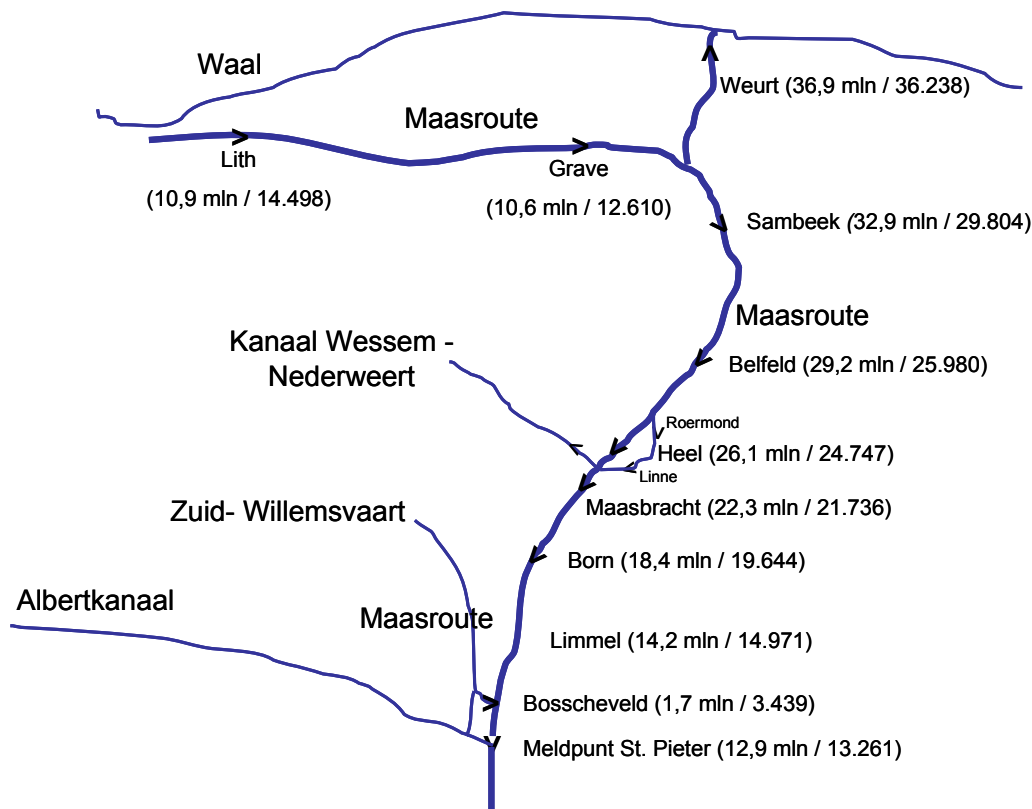 Waal
Weurt (36,9 mln / 36.238)
Maasroute
Lith
Grave
(10,9 mln / 14.498)
(10,6 mln / 12.610)
Sambeek (32,9 mln / 29.804)
Maasroute
Kanaal Wessem -
Nederweert
Belfeld (29,2 mln / 25.980)
Roermond
Heel (26,1 mln / 24.747)
Linne
Maasbracht (22,3 mln / 21.736)
Zuid- Willemsvaart
Born (18,4 mln / 19.644)
Albertkanaal
Maasroute
Limmel (14,2 mln / 14.971)
Bosscheveld (1,7 mln / 3.439)
Meldpunt St. Pieter (12,9 mln / 13.261)